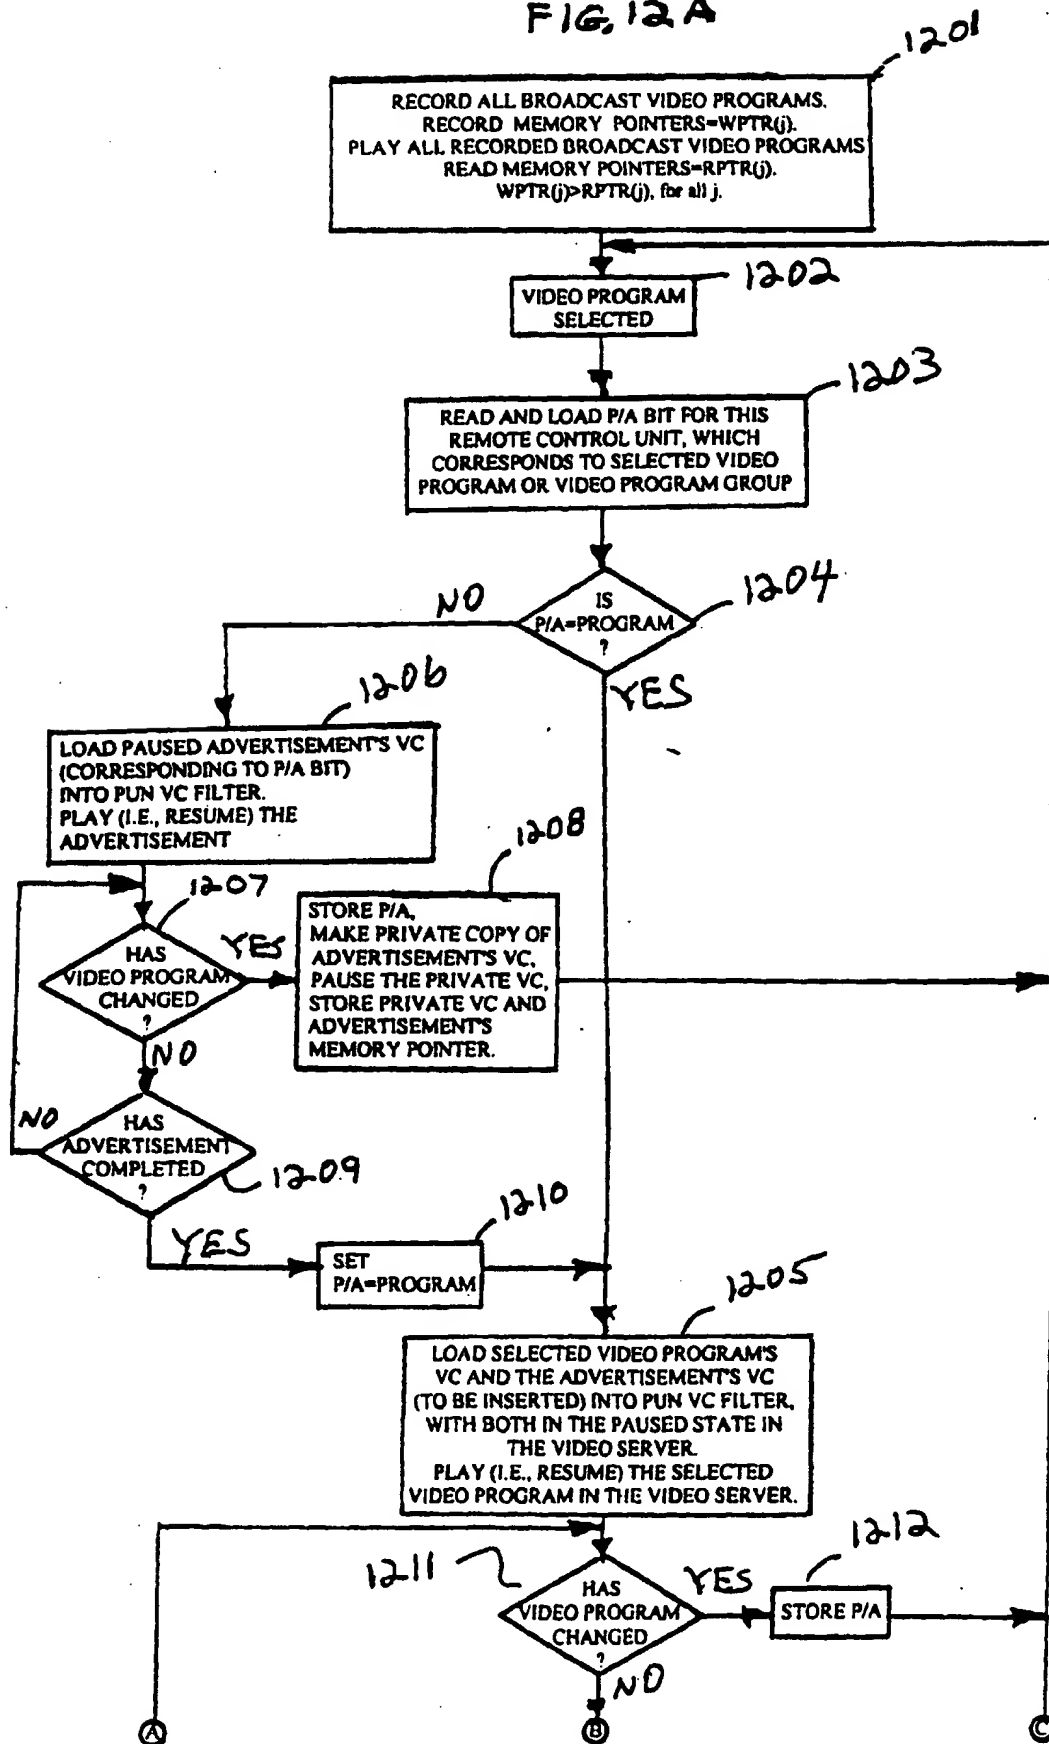 FIG. 12A
1201
RECORD ALL BROADCAST VIDEO PROGRAMS.
RECORD MEMORY POINTERS=WPTR(j).
PLAY ALL RECORDED BROADCAST VIDEO PROGRAMS
READ MEMORY POINTERS=RPTR(j).
WPTR(j)>RPTR(j), for all j.
1202
VIDEO PROGRAM
SELECTED
1203
READ AND LOAD P/A BIT FOR THIS
REMOTE CONTROL UNIT, WHICH
CORRESPONDS TO SELECTED VIDEO
PROGRAM OR VIDEO PROGRAM GROUP
1204
IS
P/A=PROGRAM
?
NO
YES
1206
LOAD PAUSED ADVERTISEMENT'S VC
(CORRESPONDING TO P/A BIT)
INTO PUN VC FILTER.
PLAY (I.E., RESUME) THE
ADVERTISEMENT
1207
HAS
VIDEO PROGRAM
CHANGED
?
YES
NO
1208
STORE P/A,
MAKE PRIVATE COPY OF
ADVERTISEMENT'S VC,
PAUSE THE PRIVATE VC,
STORE PRIVATE VC AND
ADVERTISEMENT'S
MEMORY POINTER.
NO
HAS
ADVERTISEMENT
COMPLETED
?
1209
YES
1210
SET
P/A=PROGRAM
1205
LOAD SELECTED VIDEO PROGRAM'S
VC AND THE ADVERTISEMENT'S VC
(TO BE INSERTED) INTO PUN VC FILTER,
WITH BOTH IN THE PAUSED STATE IN
THE VIDEO SERVER.
PLAY (I.E., RESUME) THE SELECTED
VIDEO PROGRAM IN THE VIDEO SERVER.
1211
HAS
VIDEO PROGRAM
CHANGED
?
YES
NO
1212
STORE P/A
A
B
C